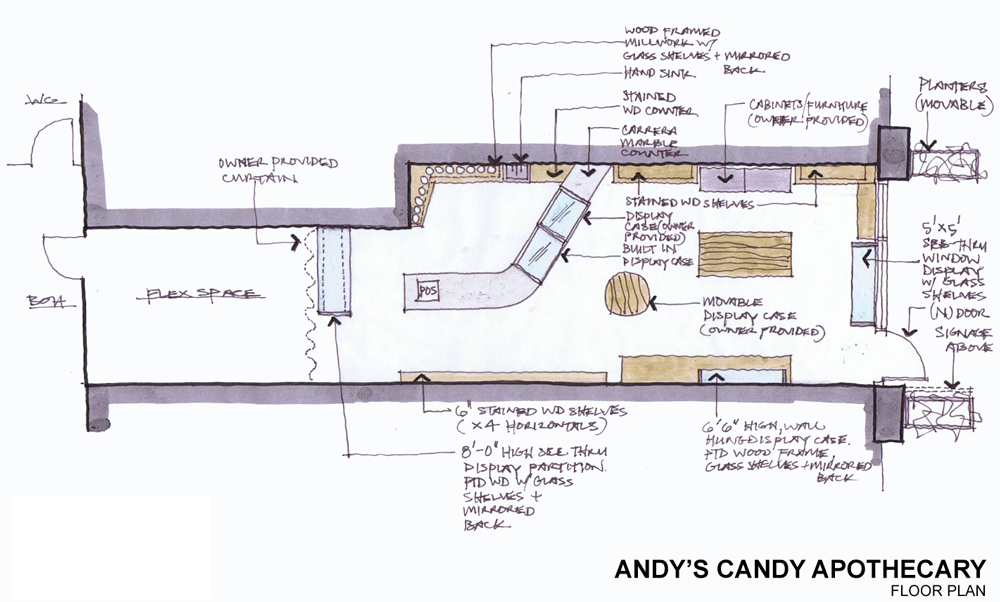 WOOD FRAMED
MILLWORK W/
GLASS SHELVES + MIRRORED
BACK
HAND SINK
STAINED
WD COUNTER
CARRERA
MARBLE
COUNTER
CABINETS/FURNITURE
(OWNER PROVIDED)
PLANTERS
(MOVABLE)
WC
OWNER PROVIDED
CURTAIN
STAINED WD SHELVES
DISPLAY
CASE (OWNER
PROVIDED)
BUILT IN
DISPLAY CASE
5'X5'
SEE THRU
WINDOW
DISPLAY
W/ GLASS
SHELVES
(N) DOOR
SIGNAGE
ABOVE
BOH
FLEX SPACE
POS
MOVABLE
DISPLAY CASE
(OWNER PROVIDED)
6" STAINED WD SHELVES
(X4 HORIZONTALS)
8'-0" HIGH SEE THRU
DISPLAY PARTITION
PTD WD W/ GLASS
SHELVES +
MIRRORED
BACK
6'6" HIGH, WALL
HUNG DISPLAY CASE.
PTD WOOD FRAME,
GLASS SHELVES + MIRRORED
BACK
ANDY'S CANDY APOTHECARY
FLOOR PLAN